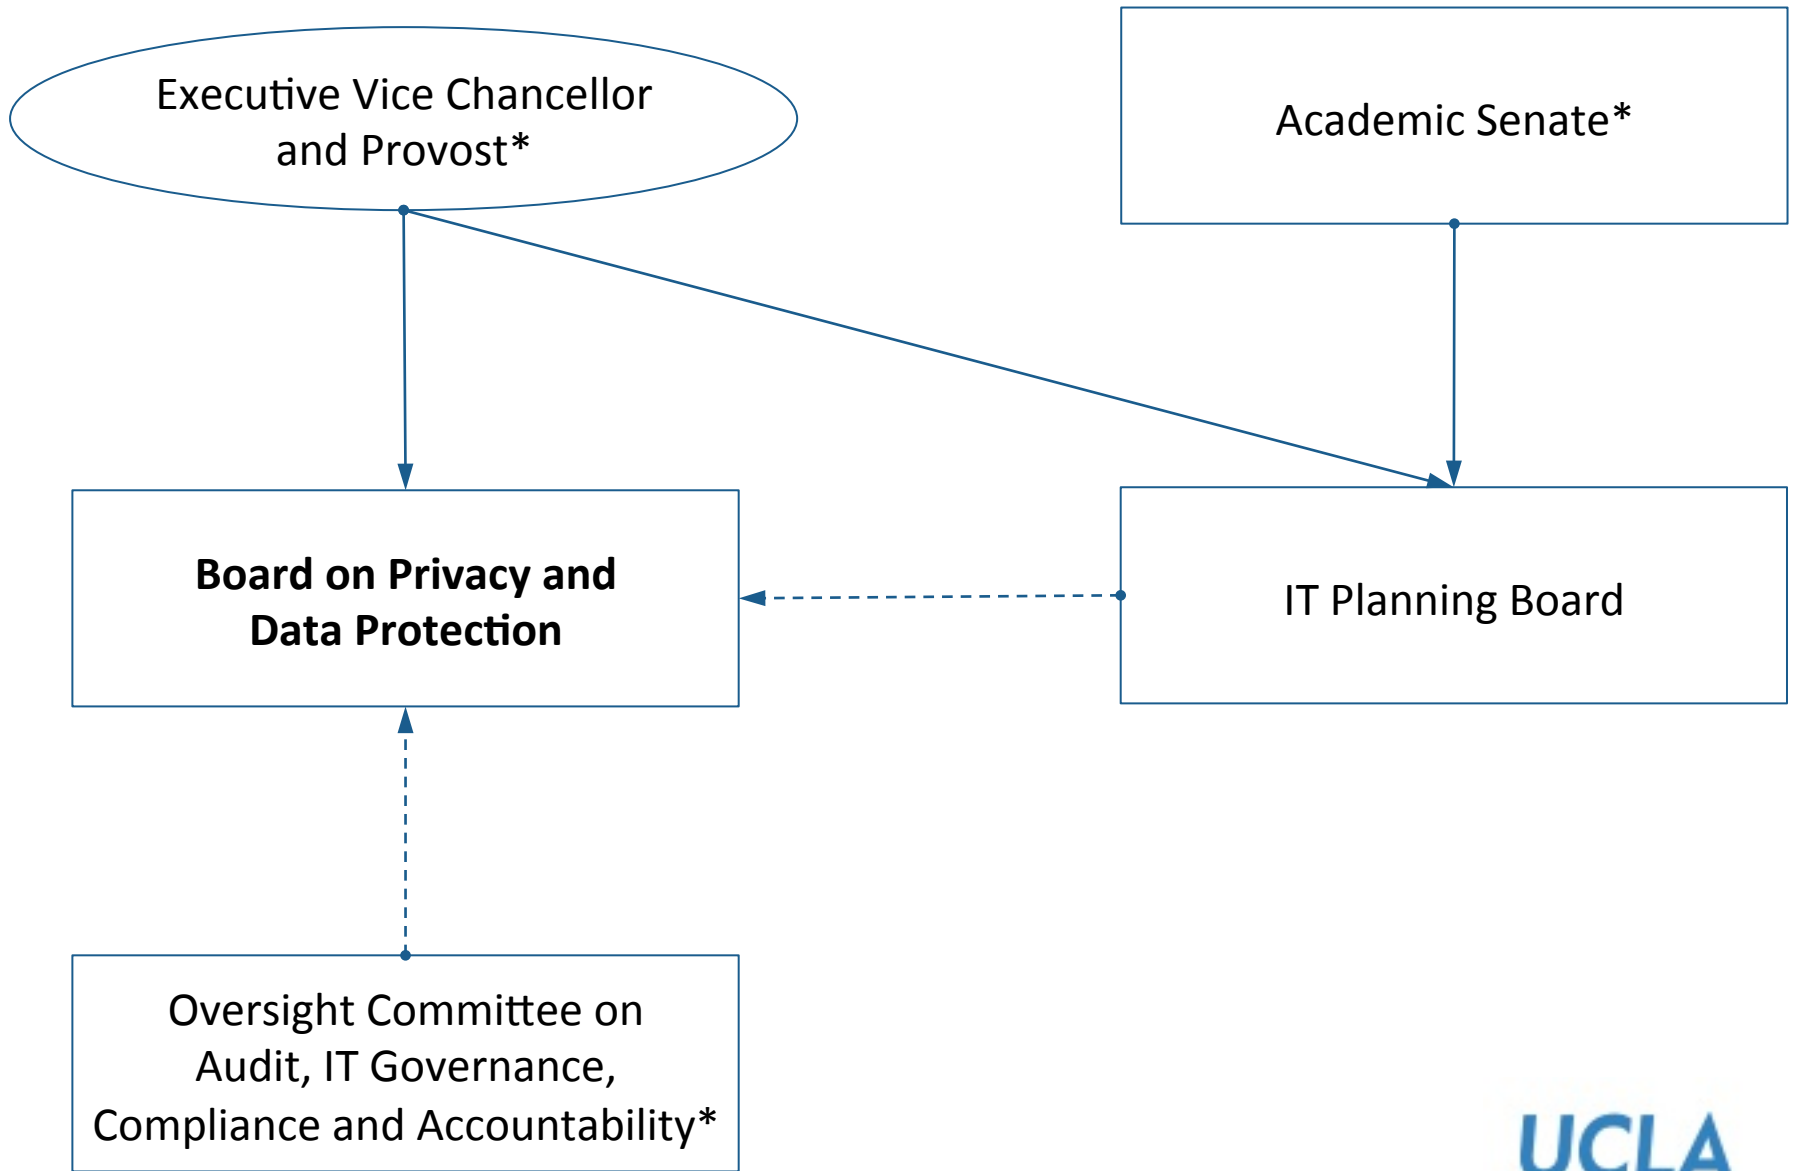 Executive Vice Chancellor
and Provost*
Academic Senate*
Board on Privacy and
Data Protection
IT Planning Board
Oversight Committee on
Audit, IT Governance,
Compliance and Accountability*
UCLA